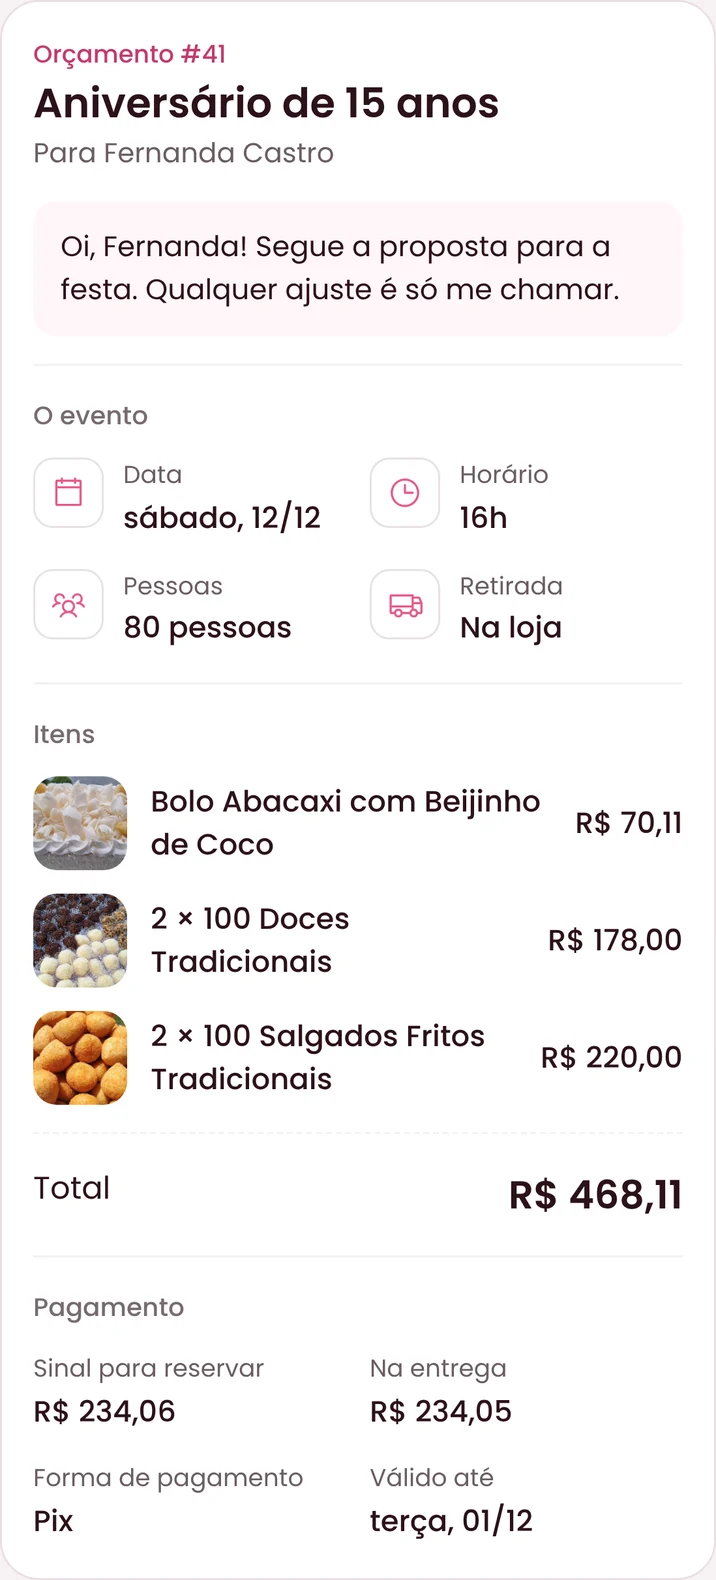 Orçamento #41
Aniversário de 15 anos
Para Fernanda Castro
Oi, Fernanda! Segue a proposta para a
festa. Qualquer ajuste é só me chamar.
O evento
Data
sábado, 12/12
Horário
16h
Pessoas
80 pessoas
Retirada
Na loja
Itens
Bolo Abacaxi com Beijinho
de Coco
R$ 70,11
2 × 100 Doces
Tradicionais
R$ 178,00
2 × 100 Salgados Fritos
Tradicionais
R$ 220,00
Total
R$ 468,11
Pagamento
Sinal para reservar
R$ 234,06
Na entrega
R$ 234,05
Forma de pagamento
Pix
Válido até
terça, 01/12